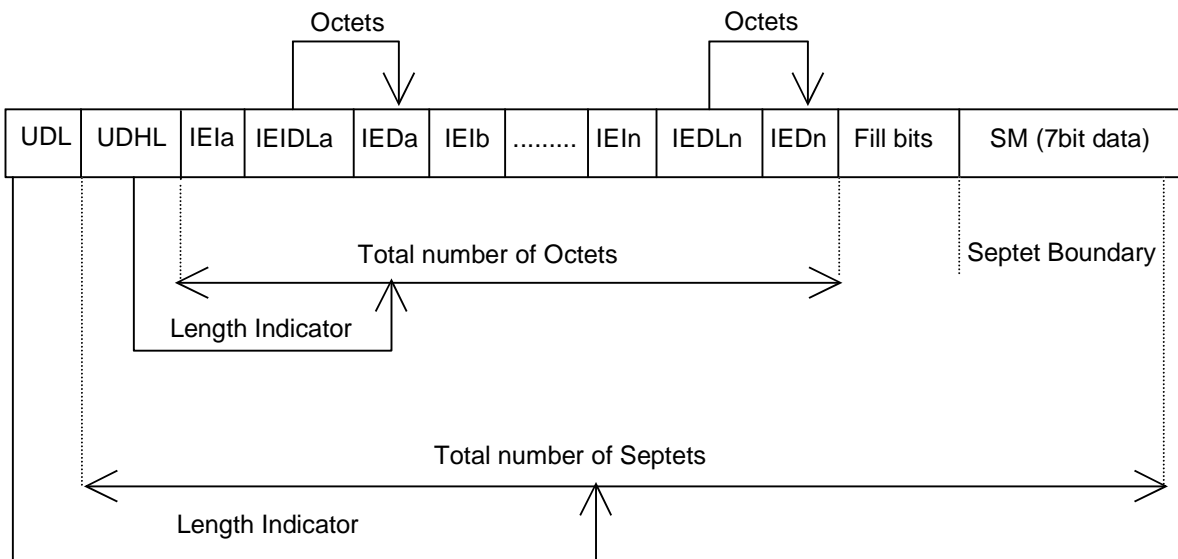 Octets Octets
UDL UDHL IEIa IEIDLa IEDa IEIb ......... IEIn IEDLn IEDn Fill bits SM (7bit data)
Total number of Octets
Septet Boundary
Length Indicator
Total number of Septets
Length Indicator